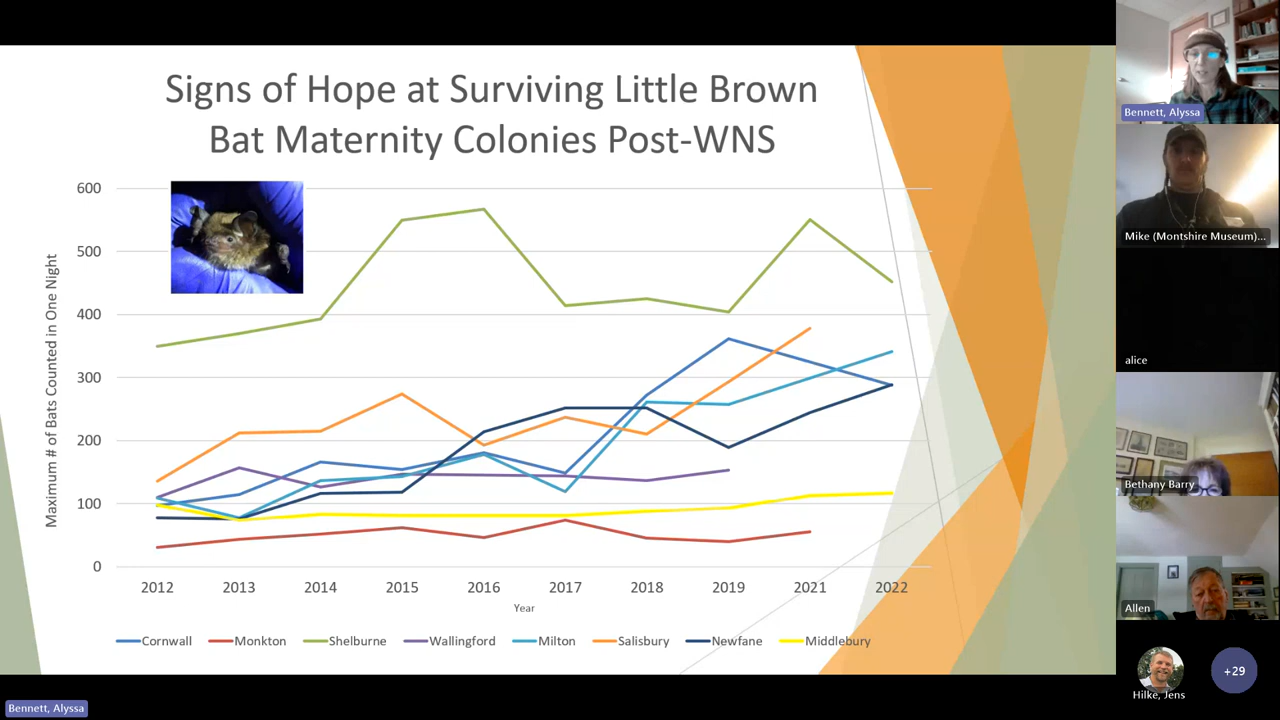 Signs of Hope at Surviving Little Brown
Bat Maternity Colonies Post-WNS
Maximum # of Bats Counted in One Night
600
500
400
300
200
100
0
2012 2013 2014 2015 2016 2017 2018 2019 2021 2022
Year
Cornwall Monkton Shelburne Wallingford Milton Salisbury Newfane Middlebury
Bennett, Alyssa
Bennett, Alyssa
Mike (Montshire Museum)...
alice
Bethany Barry
Allen
Hilke, Jens
+29